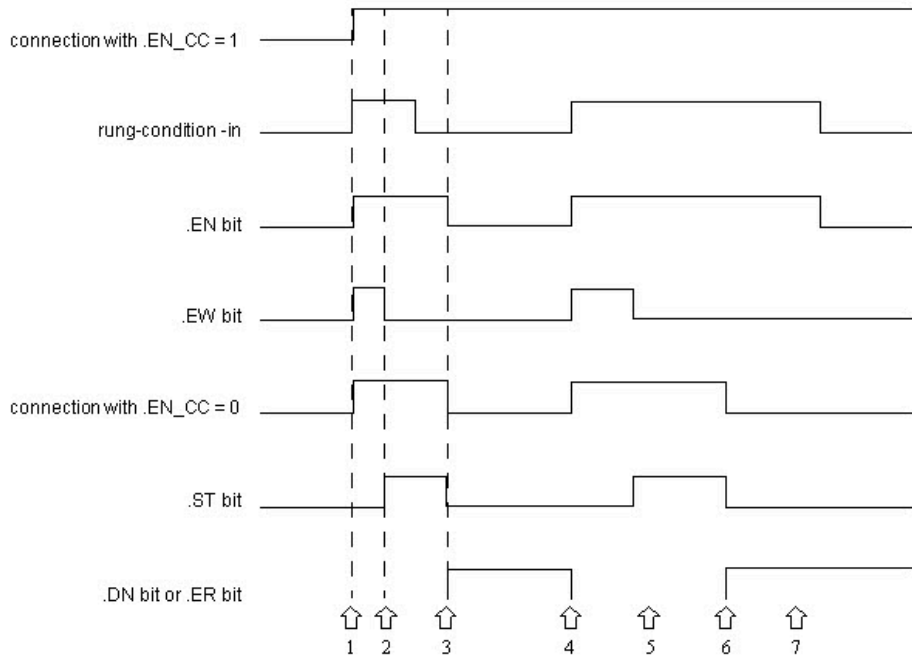 connection with .EN_CC = 1
rung-condition -in
.EN bit
.EW bit
connection with .EN_CC = 0
.ST bit
.DN bit or .ER bit
1 2 3 4 5 6 7